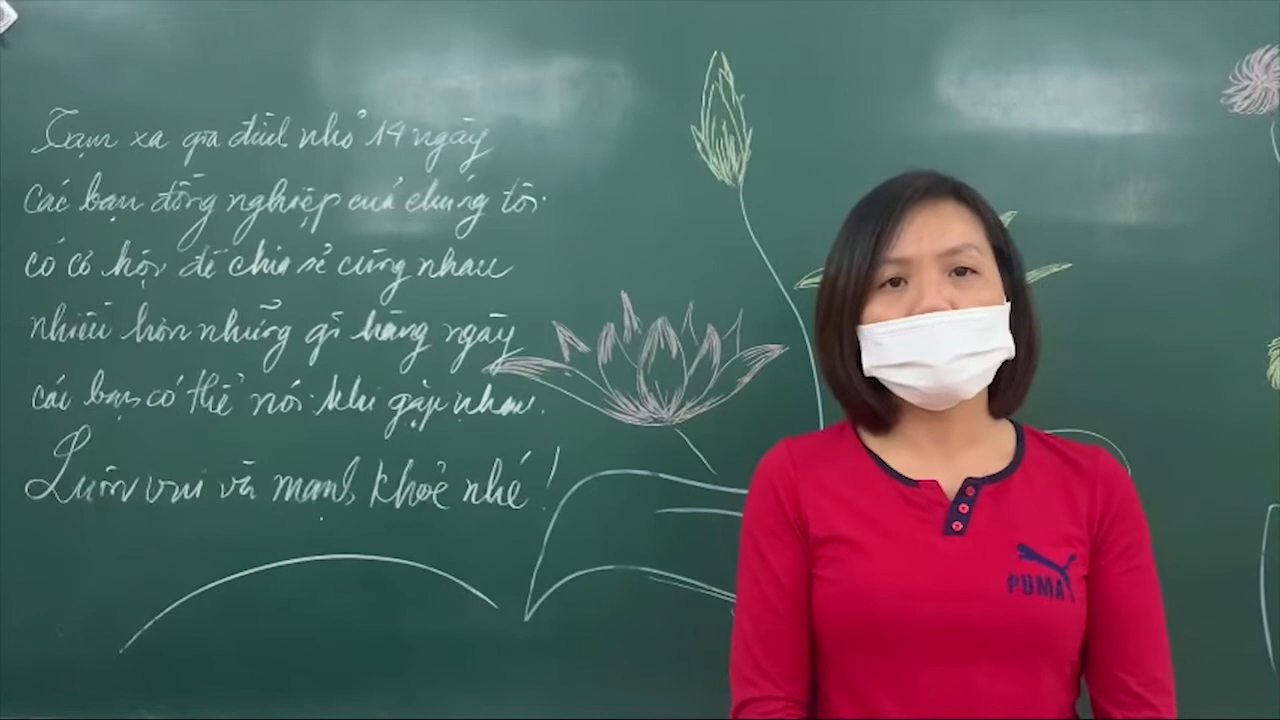 Tạm xa gia đình nhỏ 14 ngày
các bạn đồng nghiệp của chúng tôi
có cơ hội để chia sẻ cùng nhau
nhiều hơn những gì hàng ngày
các bạn có thể nói khi gặp nhau.
Luôn vui và mạnh khỏe nhé!
PUMA